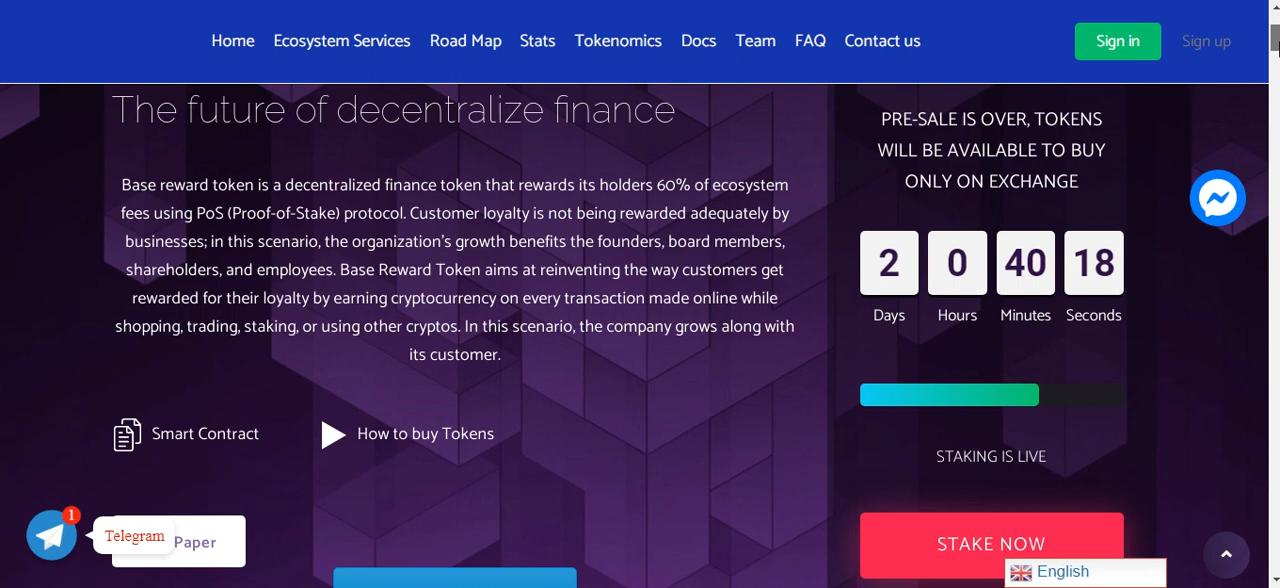 Home Ecosystem Services Road Map Stats Tokenomics Docs Team FAQ Contact us Sign in Sign up
The future of decentralize finance
Base reward token is a decentralized finance token that rewards its holders 60% of ecosystem
fees using PoS (Proof-of-Stake) protocol. Customer loyalty is not being rewarded adequately by
businesses; in this scenario, the organization's growth benefits the founders, board members,
shareholders, and employees. Base Reward Token aims at reinventing the way customers get
rewarded for their loyalty by earning cryptocurrency on every transaction made online while
shopping, trading, staking, or using other cryptos. In this scenario, the company grows along with
its customer.
Smart Contract How to buy Tokens
1
Telegram
Paper
PRE-SALE IS OVER, TOKENS
WILL BE AVAILABLE TO BUY
ONLY ON EXCHANGE
2 0 40 18
Days Hours Minutes Seconds
STAKING IS LIVE
STAKE NOW
English